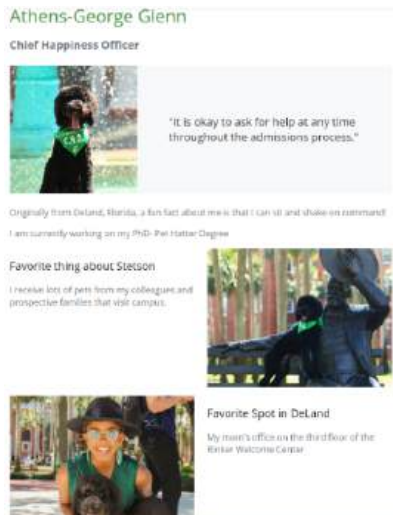 Athens-George Glenn
Chief Happiness Officer
"It is okay to ask for help at any time
throughout the admissions process."
Originally from DeLand, Florida, a fun fact about me is that I can sit and shake on command!
I am currently working on my PhD- Pet Hatter Degree
Favorite thing about Stetson
I receive lots of pets from my colleagues and
prospective families that visit campus.
Favorite Spot in DeLand
My mom's office on the third floor of the
Rinker Welcome Center